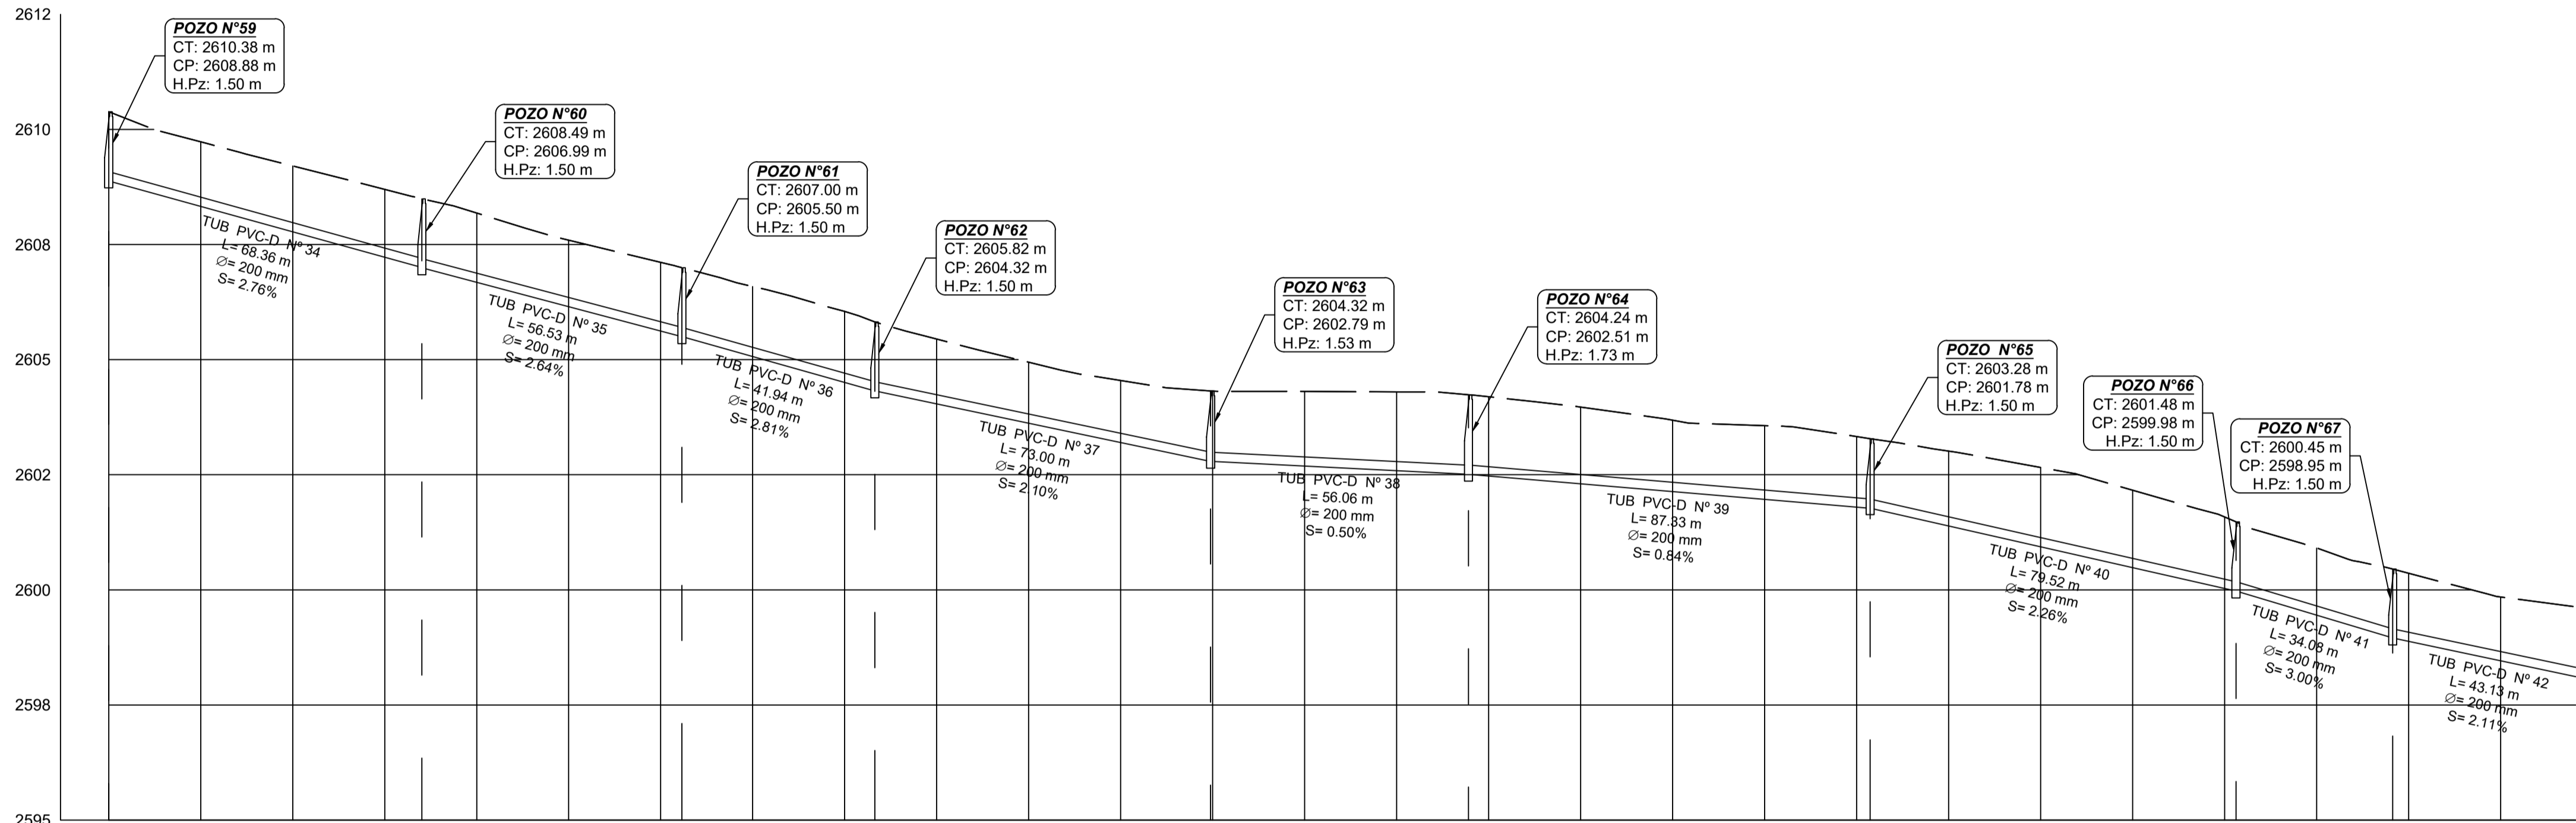 2612
2610
2608
2605
2602
2600
2598
2595
POZO N°59
CT: 2610.38 m
CP: 2608.88 m
H.Pz: 1.50 m
POZO N°60
CT: 2608.49 m
CP: 2606.99 m
H.Pz: 1.50 m
POZO N°61
CT: 2607.00 m
CP: 2605.50 m
H.Pz: 1.50 m
POZO N°62
CT: 2605.82 m
CP: 2604.32 m
H.Pz: 1.50 m
POZO N°63
CT: 2604.32 m
CP: 2602.79 m
H.Pz: 1.53 m
POZO N°64
CT: 2604.24 m
CP: 2602.51 m
H.Pz: 1.73 m
POZO N°65
CT: 2603.28 m
CP: 2601.78 m
H.Pz: 1.50 m
POZO N°66
CT: 2601.48 m
CP: 2599.98 m
H.Pz: 1.50 m
POZO N°67
CT: 2600.45 m
CP: 2598.95 m
H.Pz: 1.50 m
TUB PVC-D Nº 34
L= 68.36 m
Ø= 200 mm
S= 2.76%
TUB PVC-D Nº 35
L= 56.53 m
Ø= 200 mm
S= 2.64%
TUB PVC-D Nº 36
L= 41.94 m
Ø= 200 mm
S= 2.81%
TUB PVC-D Nº 37
L= 73.00 m
Ø= 200 mm
S= 2.10%
TUB PVC-D Nº 38
L= 56.06 m
Ø= 200 mm
S= 0.50%
TUB PVC-D Nº 39
L= 87.33 m
Ø= 200 mm
S= 0.84%
TUB PVC-D Nº 40
L= 79.52 m
Ø= 200 mm
S= 2.26%
TUB PVC-D Nº 41
L= 34.08 m
Ø= 200 mm
S= 3.00%
TUB PVC-D Nº 42
L= 43.13 m
Ø= 200 mm
S= 2.11%